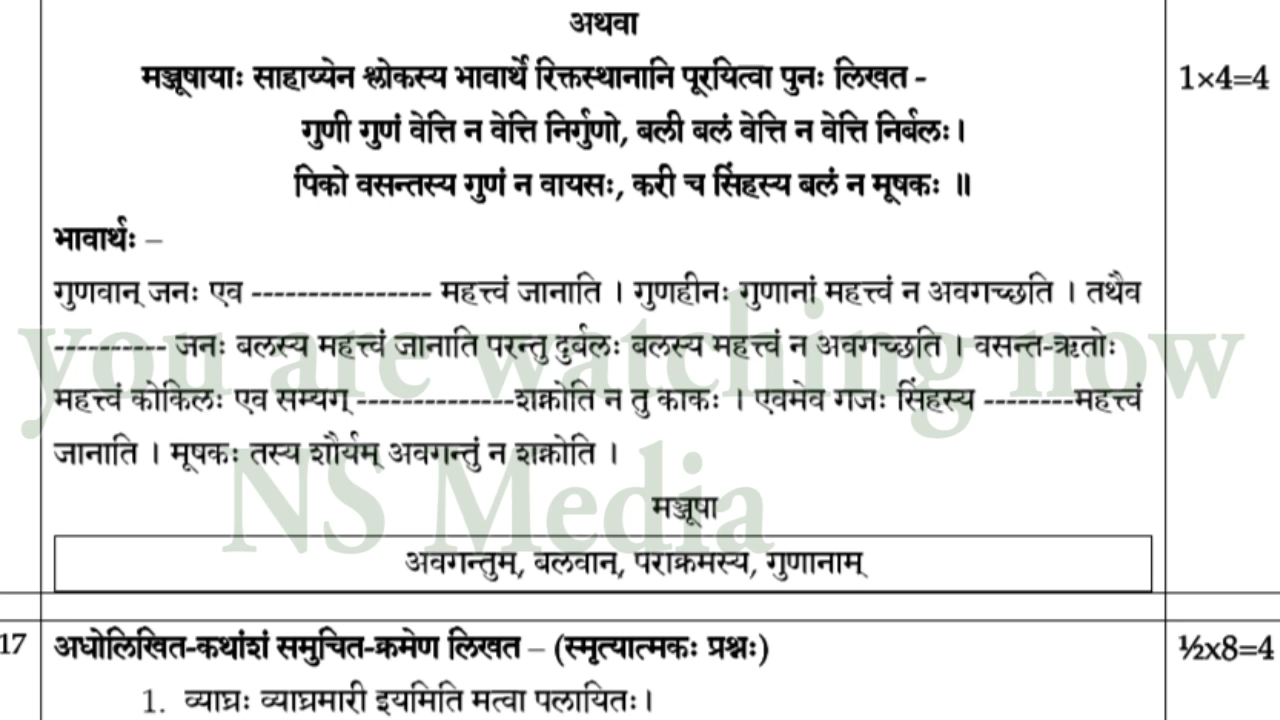 अथवा
मञ्जूषायाः साहाय्येन श्लोकस्य भावार्थे रिक्तस्थानानि पूरयित्वा पुनः लिखत - 1×4=4
गुणी गुणं वेत्ति न वेत्ति निर्गुणो, बली बलं वेत्ति न वेत्ति निर्बलः।
पिको वसन्तस्य गुणं न वायसः, करी च सिंहस्य बलं न मूषकः ॥
भावार्थः –
गुणवान् जनः एव ---------------- महत्त्वं जानाति । गुणहीनः गुणानां महत्त्वं न अवगच्छति । तथैव
---------- जनः बलस्य महत्त्वं जानाति परन्तु दुर्बलः बलस्य महत्त्वं न अवगच्छति । वसन्त-ऋतोः
महत्त्वं कोकिलः एव सम्यग् --------------शक्नोति न तु काकः । एवमेव गजः सिंहस्य --------महत्त्वं
जानाति । मूषकः तस्य शौर्यम् अवगन्तुं न शक्नोति ।
you are watching now
NS Media
मञ्जूषा
अवगन्तुम्, बलवान्, पराक्रमस्य, गुणानाम्
17 अधोलिखित-कथांशं समुचित-क्रमेण लिखत – (स्मृत्यात्मकः प्रश्नः) ½x8=4
1. व्याघ्रः व्याघ्रमारी इयमिति मत्वा पलायितः।